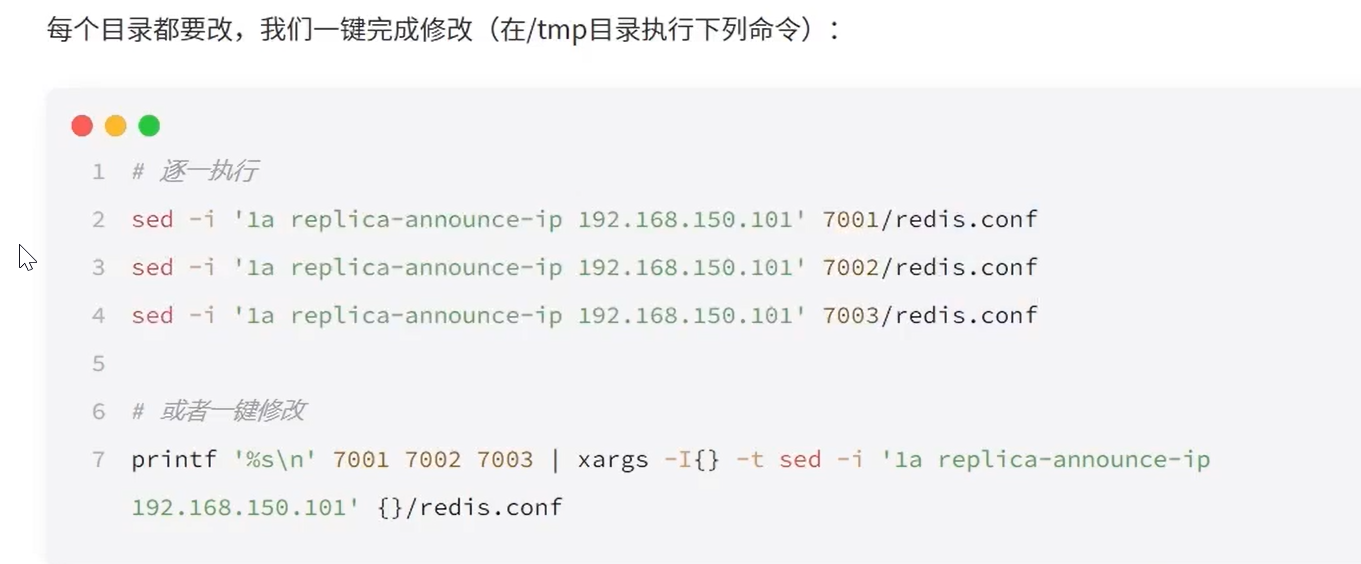 每个目录都要改，我们一键完成修改（在/tmp目录执行下列命令）：
1 # 逐一执行
2 sed -i '1a replica-announce-ip 192.168.150.101' 7001/redis.conf
3 sed -i '1a replica-announce-ip 192.168.150.101' 7002/redis.conf
4 sed -i '1a replica-announce-ip 192.168.150.101' 7003/redis.conf
5
6 # 或者一键修改
7 printf '%s\n' 7001 7002 7003 | xargs -I{} -t sed -i '1a replica-announce-ip
192.168.150.101' {}/redis.conf